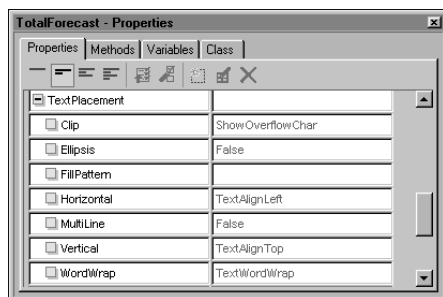 TotalForecast - Properties
Properties Methods Variables Class
TextPlacement
Clip ShowOverflowChar
Ellipsis False
FillPattern
Horizontal TextAlignLeft
MultiLine False
Vertical TextAlignTop
WordWrap TextWordWrap